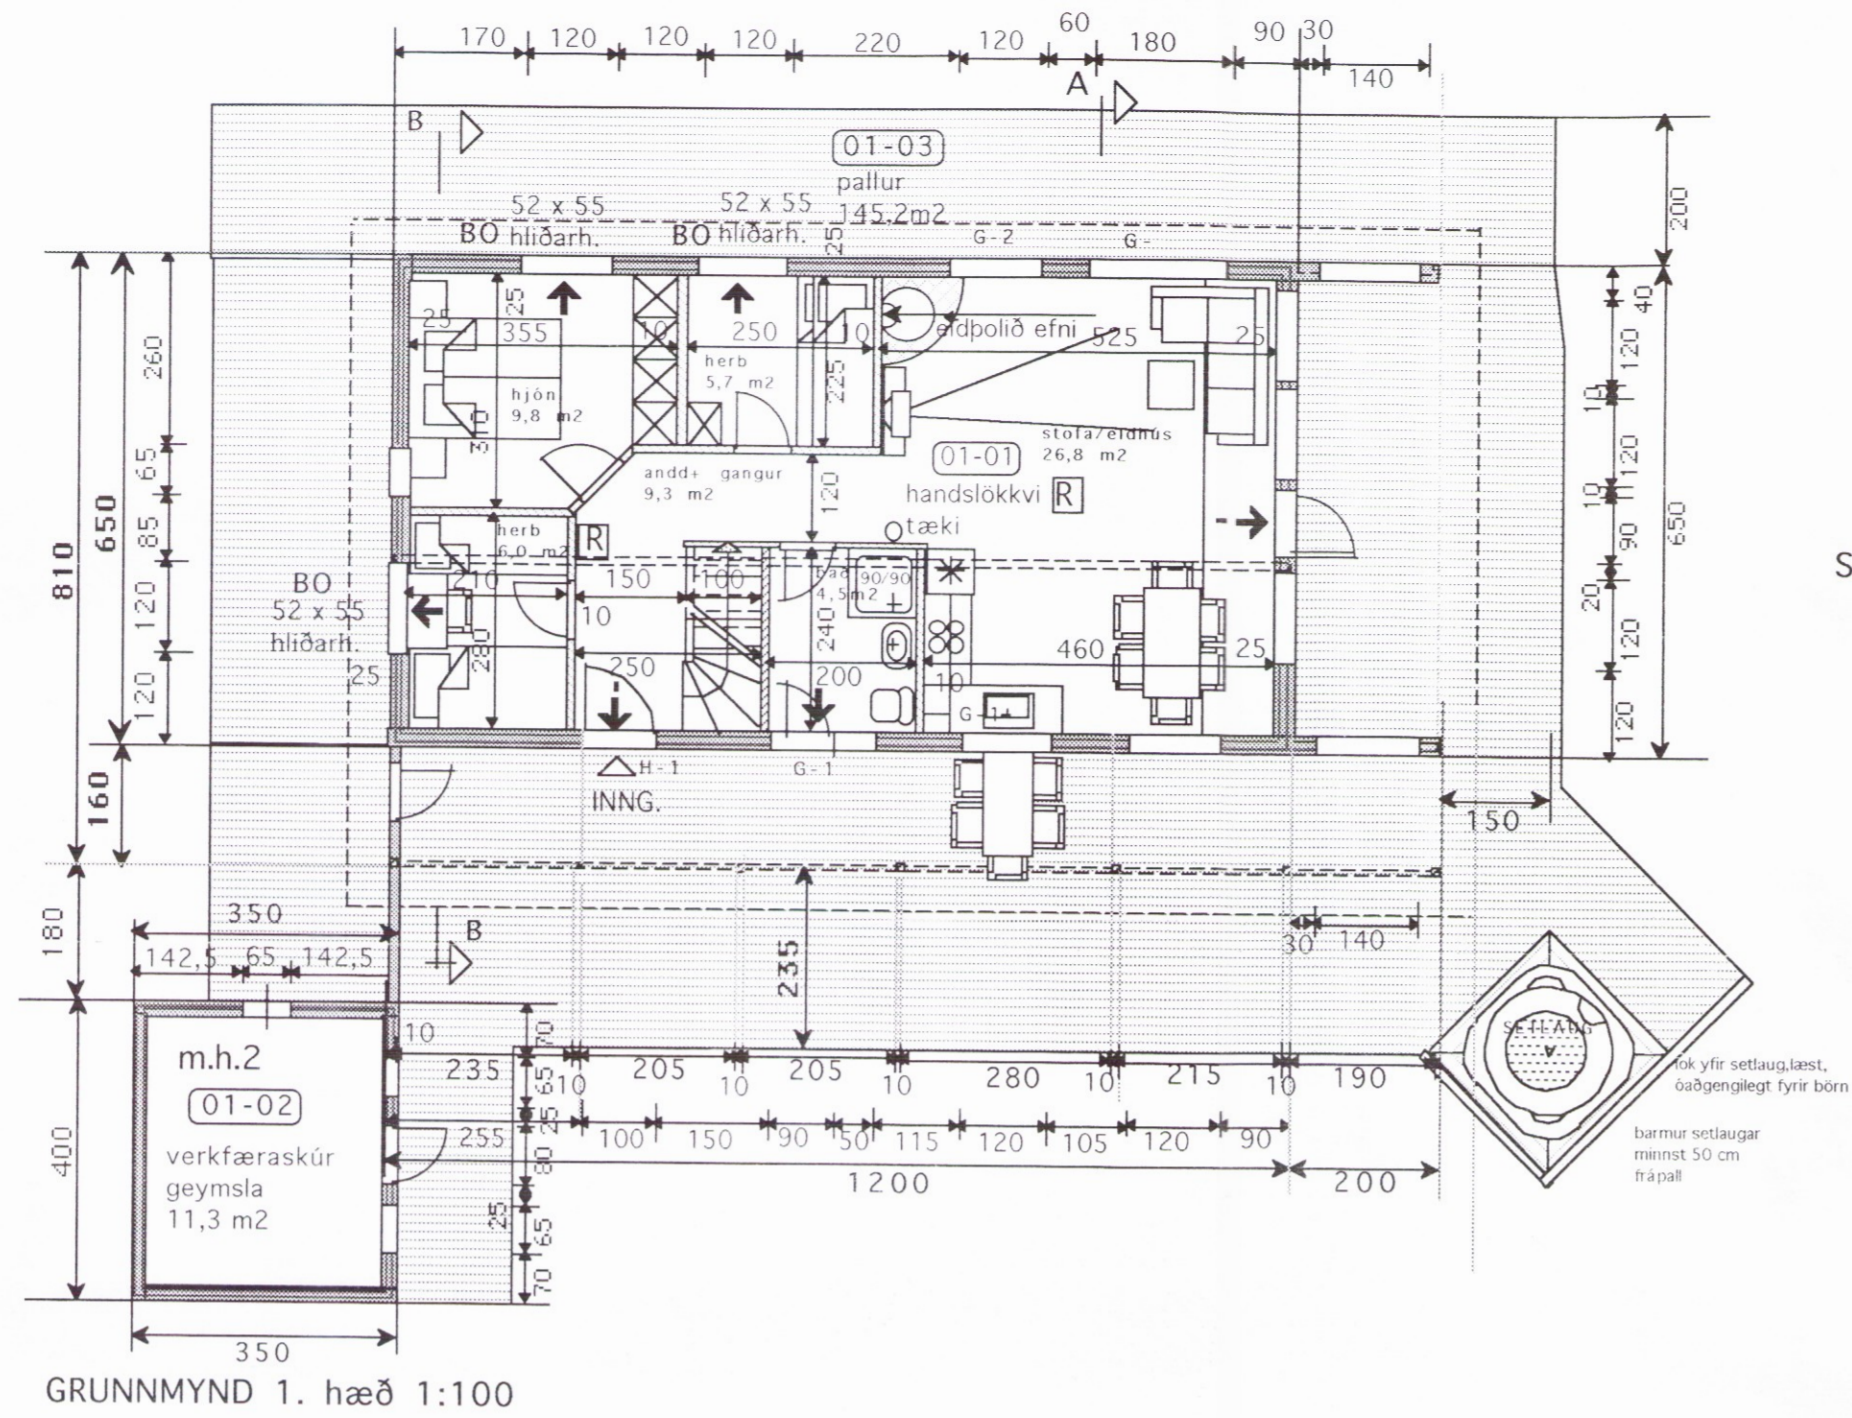 170 120 120 120 220 120 60 180 90 30
140
A
B
01-03
pallur
145,2m2
200
52 x 55
BO hliðarh.
52 x 55
BO hliðarh.
25
G-2
G-
25
25 355 10 250 10
eldþolið efni 525 25
260
40
120
10
herb
5,7 m2
225
hjón
9,8 m2
310
stofa/eldhús
26,8 m2
01-01
handslökkvi R
tæki
andd+ gangur
9,3 m2
120
65
85
120
10
90
20
120
120
650
810
650
herb
6,0 m2
R
BO
52 x 55
hliðarh.
210
150 100
10
bað 90/90
4,5m2
240
280
250
200
10
460 25
25
120
120
G-1+
H-1
G-1
INNG.
160
150
180
350
142,5 65 142,5
B
235
30 140
SETLAUG
lok yfir setlaug,læst,
óaðgengilegt fyrir börn
barmur setlaugar
minnst 50 cm
frápall
10
235 10 205 10 205 10 280 10 215 10 190
255 100 150 90 50 115 120 105 120 90
1200 200
70
65
25
80
25
65
70
m.h.2
01-02
verkfæraskúr
geymsla
11,3 m2
400
350
S
GRUNNMYND 1. hæð 1:100